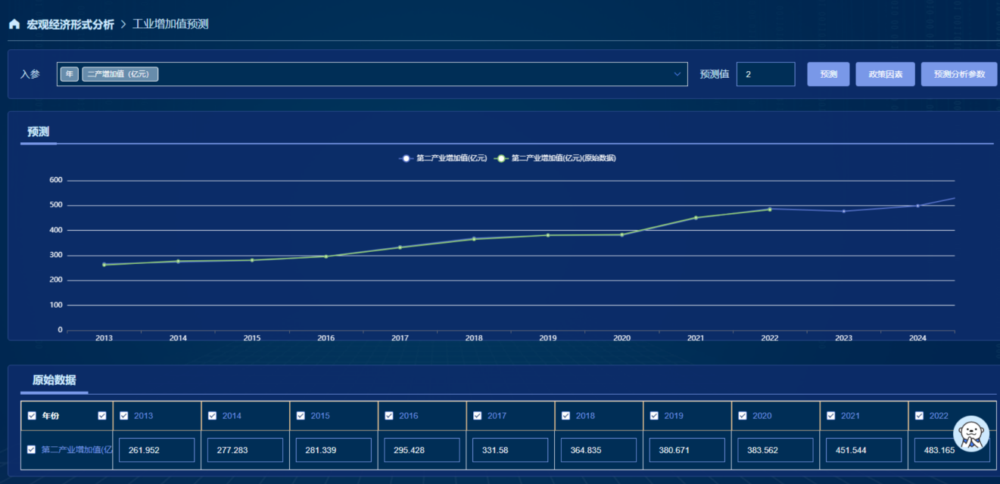 宏观经济形式分析 > 工业增加值预测
入参 年 二产增加值（亿元） 预测值 2 预测 政策因素 预测分析参数
预测
第二产业增加值(亿元) 第二产业增加值(亿元)(原始数据)
600
500
400
300
200
100
0
2013 2014 2015 2016 2017 2018 2019 2020 2021 2022 2023 2024
原始数据
年份 2013 2014 2015 2016 2017 2018 2019 2020 2021 2022
第二产业增加值(亿 261.952 277.283 281.339 295.428 331.58 364.835 380.671 383.562 451.544 483.165